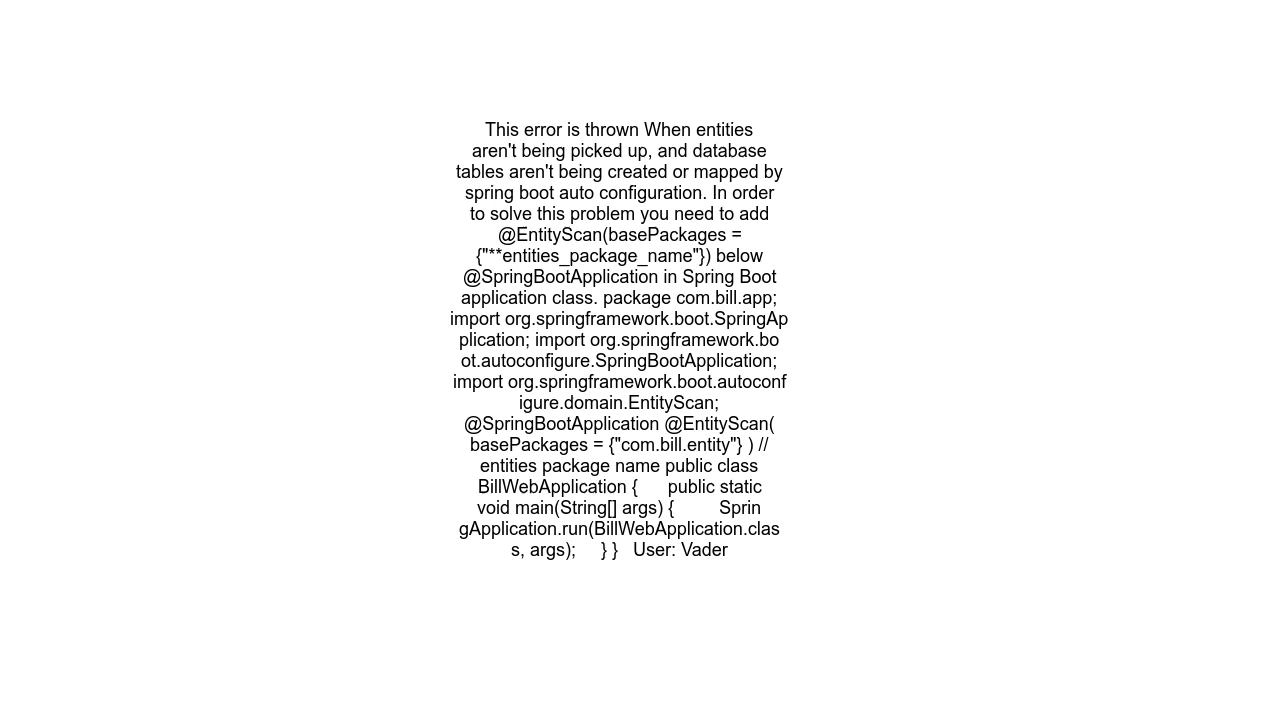 This error is thrown When entities
aren't being picked up, and database
tables aren't being created or mapped by
spring boot auto configuration. In order
to solve this problem you need to add
@EntityScan(basePackages =
{"**entities_package_name"}) below
@SpringBootApplication in Spring Boot
application class. package com.bill.app;
import org.springframework.boot.SpringAp
plication; import org.springframework.bo
ot.autoconfigure.SpringBootApplication;
import org.springframework.boot.autoconf
igure.domain.EntityScan;
@SpringBootApplication @EntityScan(
basePackages = {"com.bill.entity"} ) //
entities package name public class
BillWebApplication {      public static
void main(String[] args) {         Sprin
gApplication.run(BillWebApplication.clas
s, args);     } }   User: Vader